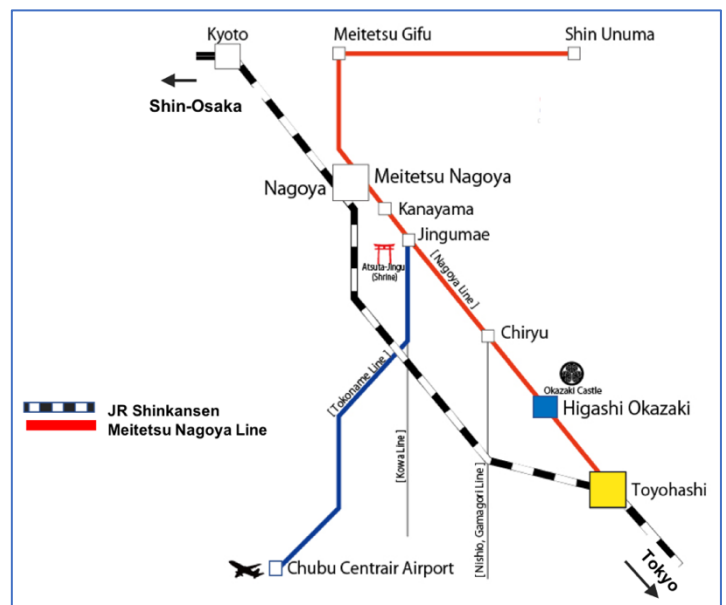 Kyoto
Meitetsu Gifu
Shin Unuma
Shin-Osaka
Meitetsu Nagoya
Nagoya
Kanayama
Jingumae
Atsuta-Jingu
(Shrine)
[ Nagoya Line ]
Chiryu
Okazaki Castle
Higashi Okazaki
[ Tokoname Line ]
JR Shinkansen
Meitetsu Nagoya Line
[ Kowa Line ]
[ Nishio, Gamagori Line ]
Toyohashi
Chubu Centrair Airport
Tokyo